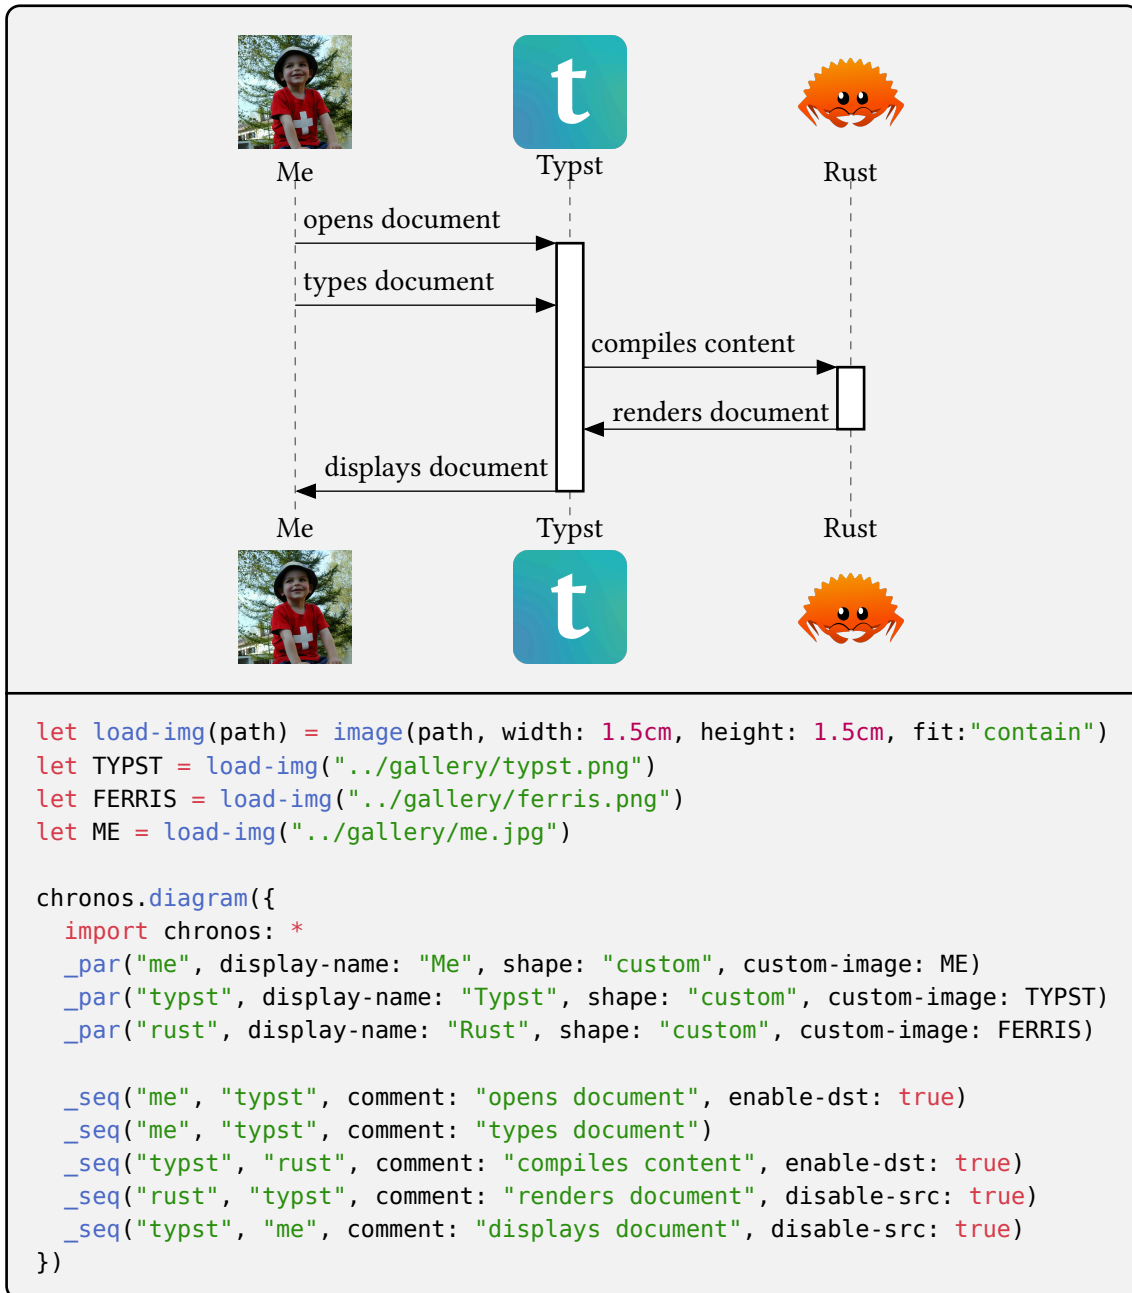 t
Me Typst Rust
opens document
types document
compiles content
renders document
displays document
Me Typst Rust
t
let load-img(path) = image(path, width: 1.5cm, height: 1.5cm, fit:"contain")
let TYPST = load-img("../gallery/typst.png")
let FERRIS = load-img("../gallery/ferris.png")
let ME = load-img("../gallery/me.jpg")

chronos.diagram({
  import chronos: *
  _par("me", display-name: "Me", shape: "custom", custom-image: ME)
  _par("typst", display-name: "Typst", shape: "custom", custom-image: TYPST)
  _par("rust", display-name: "Rust", shape: "custom", custom-image: FERRIS)

  _seq("me", "typst", comment: "opens document", enable-dst: true)
  _seq("me", "typst", comment: "types document")
  _seq("typst", "rust", comment: "compiles content", enable-dst: true)
  _seq("rust", "typst", comment: "renders document", disable-src: true)
  _seq("typst", "me", comment: "displays document", disable-src: true)
})